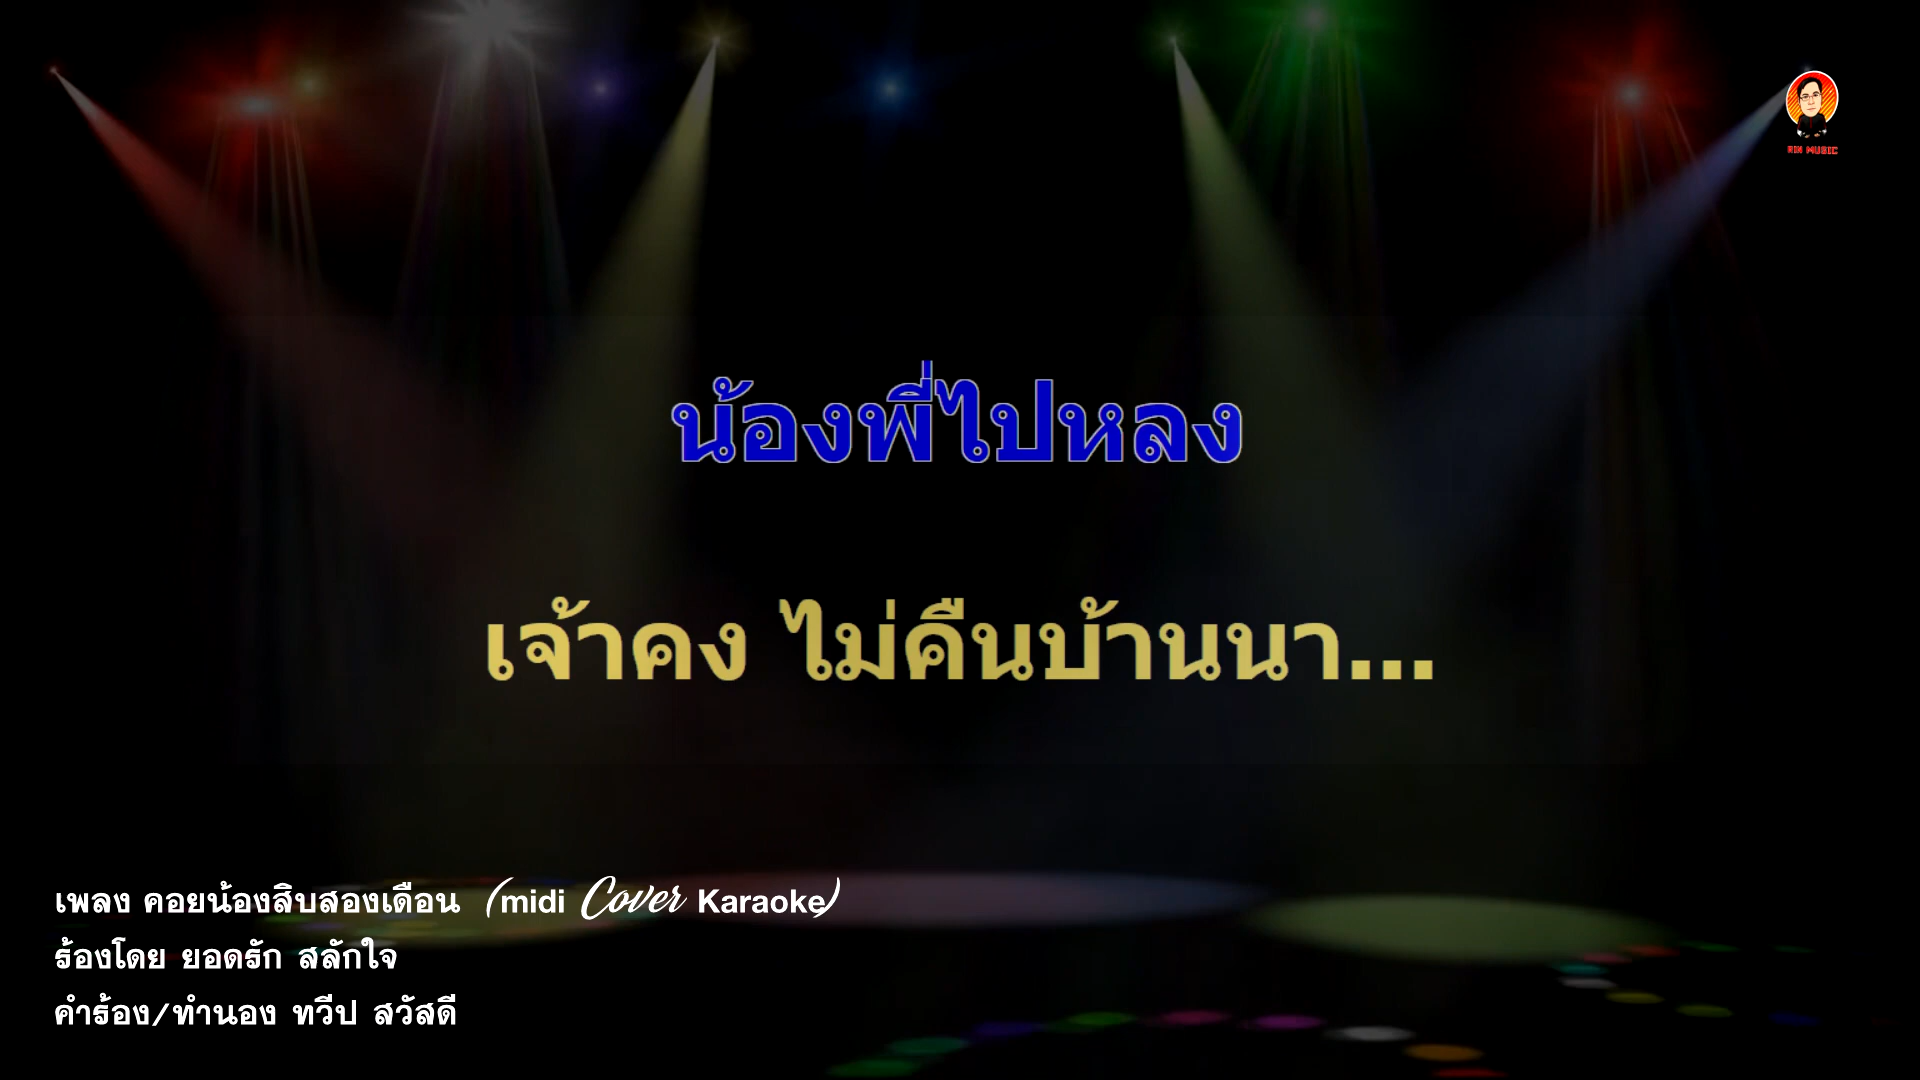 RIN MUSIC
น้องพี่ไปหลง
เจ้าคง ไม่คืนบ้านนา...
เพลง คอยน้องสิบสองเดือน (midi Cover Karaoke)
ร้องโดย ยอดรัก สลักใจ
คำร้อง/ทำนอง ทวีป สวัสดี